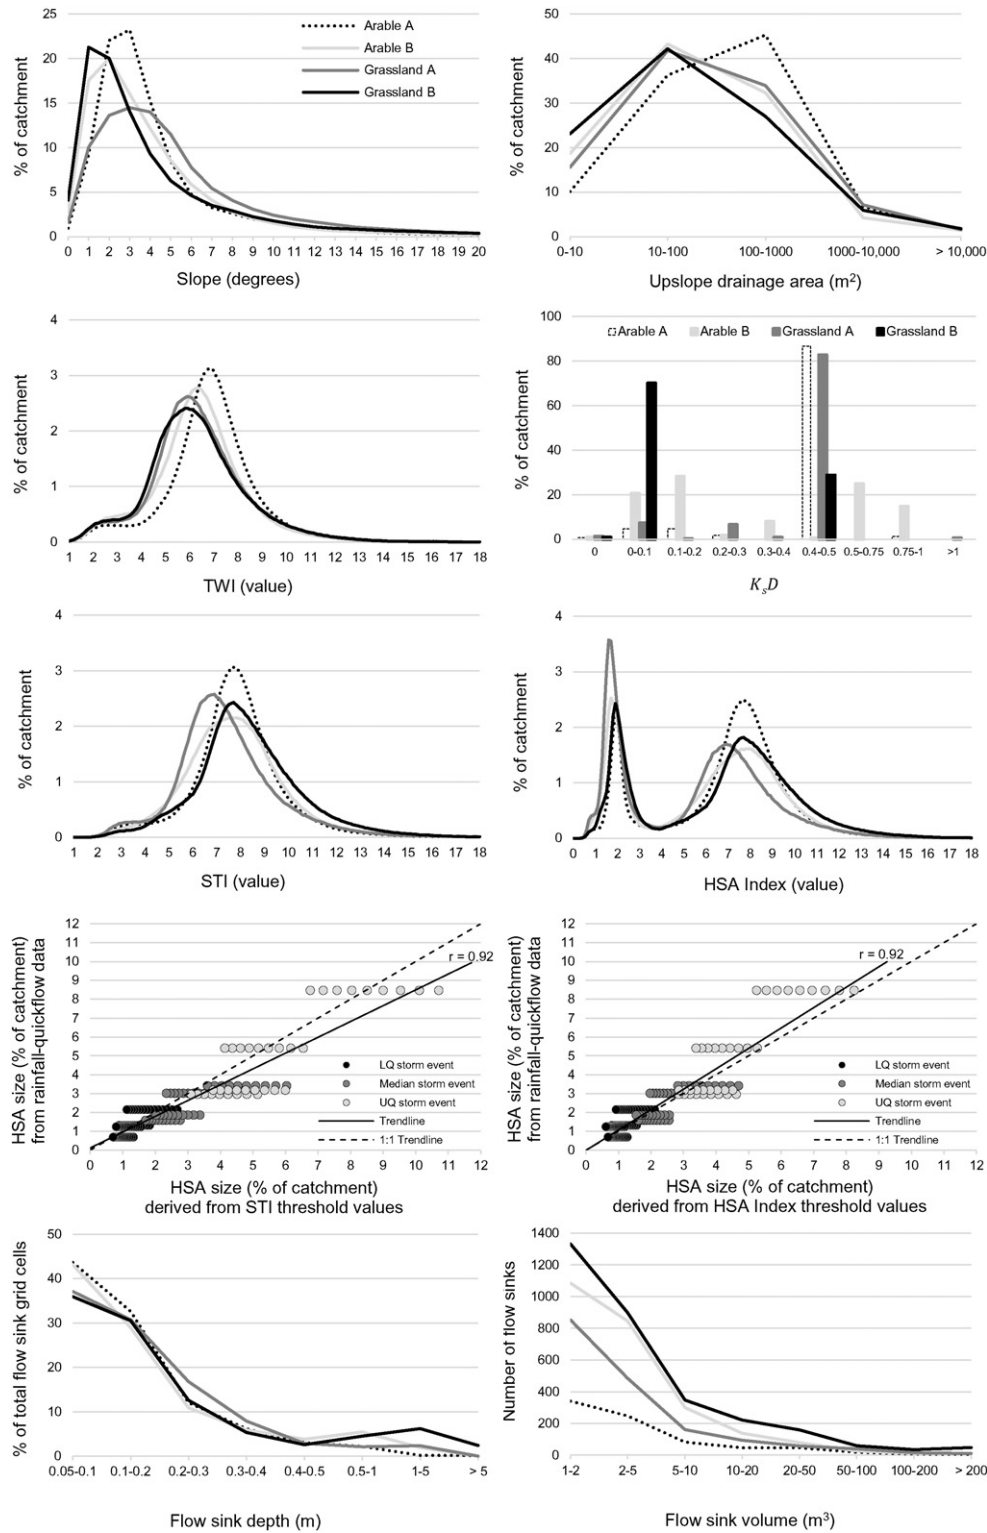 25
20
15
10
5
0
% of catchment
Arable A
Arable B
Grassland A
Grassland B
0 1 2 3 4 5 6 7 8 9 10 11 12 13 14 15 16 17 18 19 20
Slope (degrees)
50
40
30
20
10
0
% of catchment
0-10 10-100 100-1000 1000-10,000 > 10,000
Upslope drainage area (m²)
4
3
2
1
0
% of catchment
1 2 3 4 5 6 7 8 9 10 11 12 13 14 15 16 17 18
TWI (value)
100
80
60
40
20
0
% of catchment
Arable A Arable B Grassland A Grassland B
0 0-0.1 0.1-0.2 0.2-0.3 0.3-0.4 0.4-0.5 0.5-0.75 0.75-1 >1
KₛD
4
3
2
1
0
% of catchment
1 2 3 4 5 6 7 8 9 10 11 12 13 14 15 16 17 18
STI (value)
4
3
2
1
0
% of catchment
0 1 2 3 4 5 6 7 8 9 10 11 12 13 14 15 16 17 18
HSA Index (value)
12
11
10
9
8
7
6
5
4
3
2
1
0
HSA size (% of catchment)
from rainfall-quickflow data
r = 0.92
LQ storm event
Median storm event
UQ storm event
Trendline
1:1 Trendline
0 1 2 3 4 5 6 7 8 9 10 11 12
HSA size (% of catchment)
derived from STI threshold values
12
11
10
9
8
7
6
5
4
3
2
1
0
HSA size (% of catchment)
from rainfall-quickflow data
r = 0.92
LQ storm event
Median storm event
UQ storm event
Trendline
1:1 Trendline
0 1 2 3 4 5 6 7 8 9 10 11 12
HSA size (% of catchment)
derived from HSA Index threshold values
50
40
30
20
10
0
% of total flow sink grid cells
0.05-0.1 0.1-0.2 0.2-0.3 0.3-0.4 0.4-0.5 0.5-1 1-5 > 5
Flow sink depth (m)
1400
1200
1000
800
600
400
200
0
Number of flow sinks
1-2 2-5 5-10 10-20 20-50 50-100 100-200 > 200
Flow sink volume (m³)